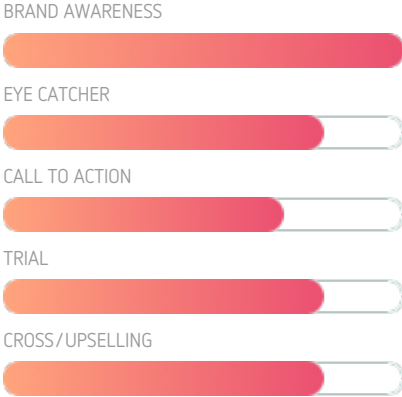 BRAND AWARENESS
EYE CATCHER
CALL TO ACTION
TRIAL
CROSS/UPSELLING